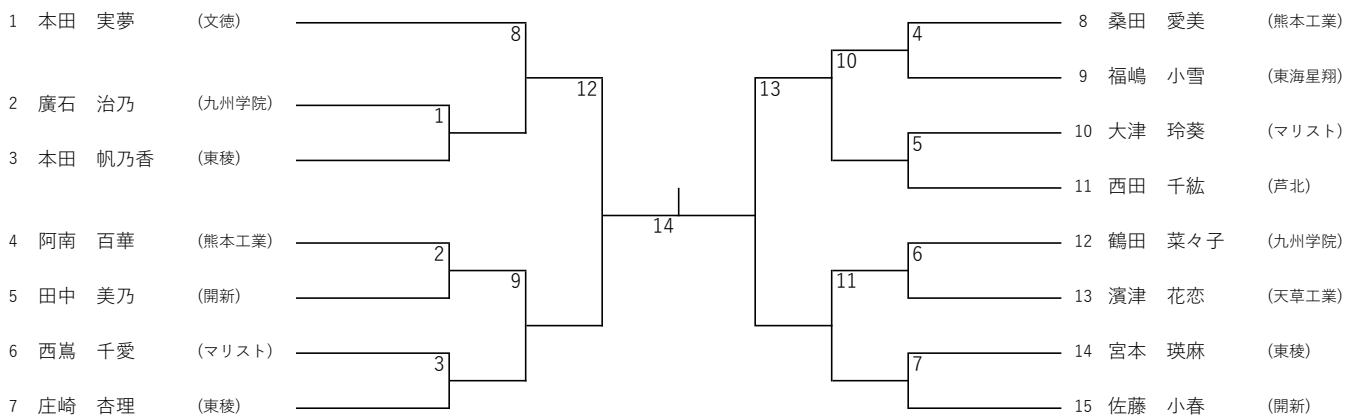 1 本田 実夢 (文徳)
2 廣石 治乃 (九州学院)
3 本田 帆乃香 (東稜)
4 阿南 百華 (熊本工業)
5 田中 美乃 (開新)
6 西嶌 千愛 (マリスト)
7 庄崎 杏理 (東稜)
8
1
12
2
9
3
14
13
10
4
5
11
6
7
8 桑田 愛美 (熊本工業)
9 福嶋 小雪 (東海星翔)
10 大津 玲葵 (マリスト)
11 西田 千紘 (芦北)
12 鶴田 菜々子 (九州学院)
13 濱津 花恋 (天草工業)
14 宮本 瑛麻 (東稜)
15 佐藤 小春 (開新)